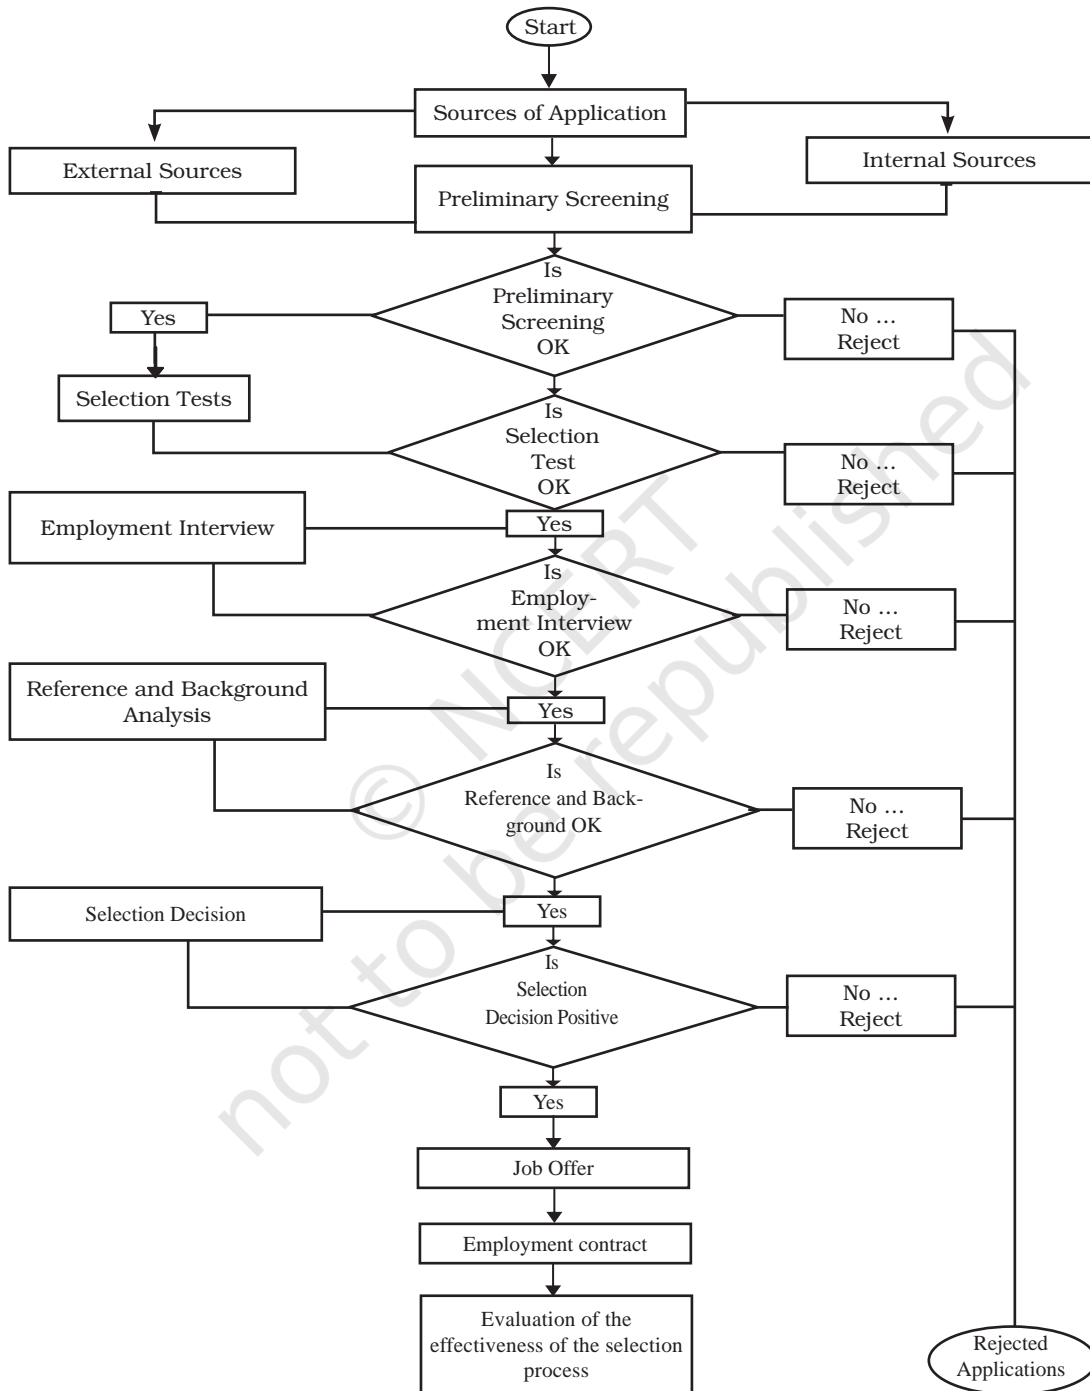 Start
Sources of Application
External Sources
Internal Sources
Preliminary Screening
Is
Preliminary
Screening
OK
Yes
No ...
Reject
Selection Tests
Is
Selection
Test
OK
No ...
Reject
Yes
Employment Interview
Is
Employ-
ment Interview
OK
No ...
Reject
Yes
Reference and Background
Analysis
Is
Reference and Back-
ground OK
No ...
Reject
Yes
Selection Decision
Is
Selection
Decision Positive
No ...
Reject
Yes
Job Offer
Employment contract
Evaluation of the
effectiveness of the selection
process
Rejected
Applications
© NCERT
not to be republished